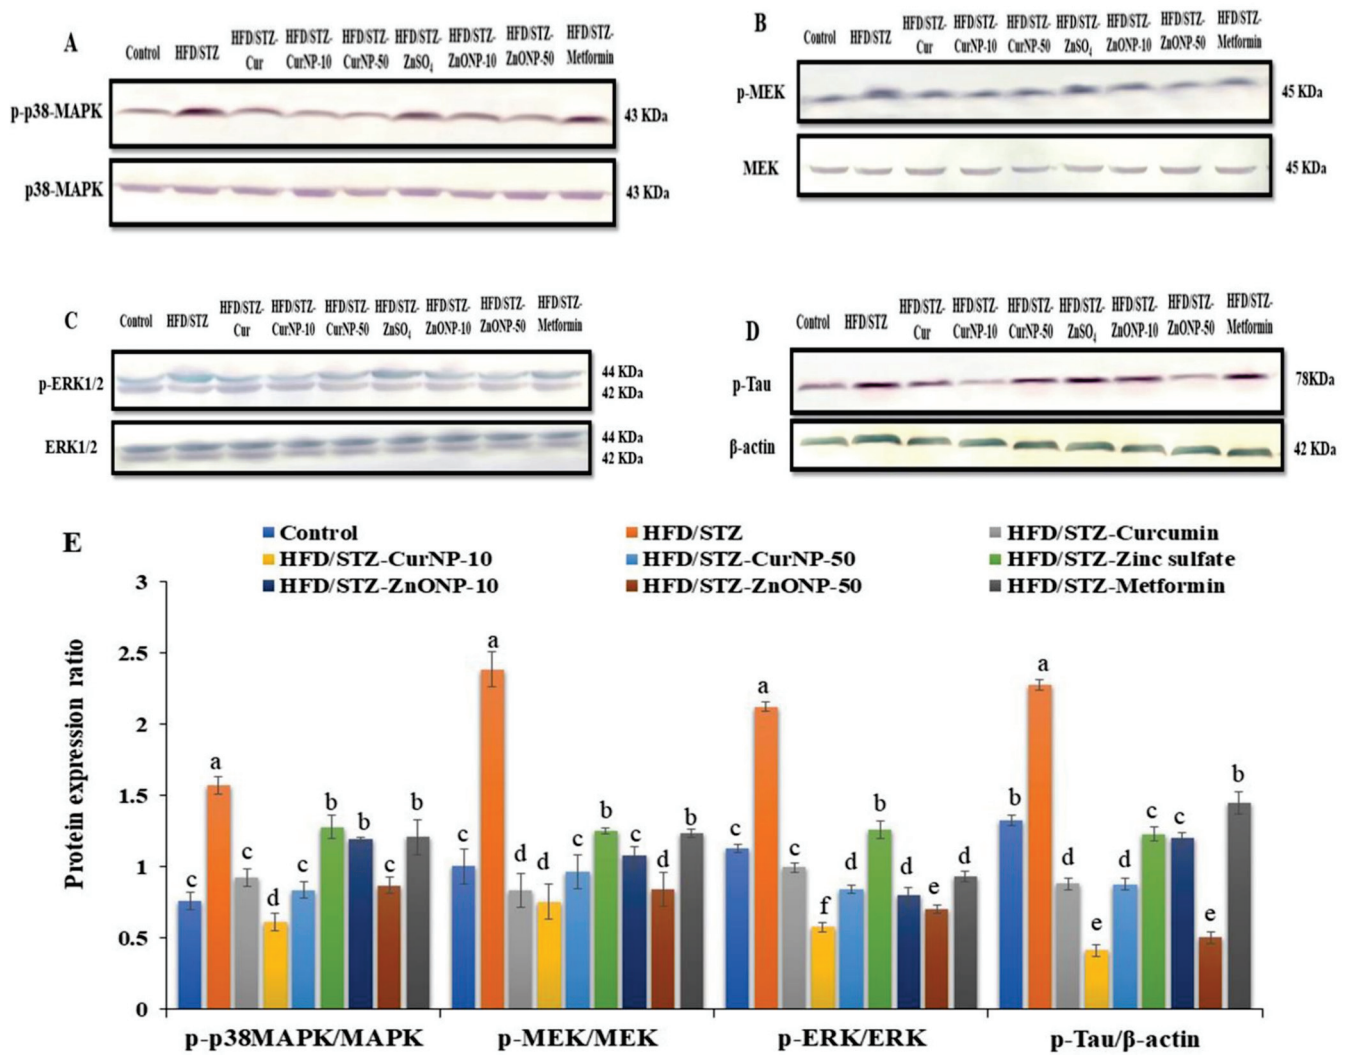 A
Control HFD/STZ HFD/STZ-Cur HFD/STZ-CurNP-10 HFD/STZ-CurNP-50 HFD/STZ-ZnSO4 HFD/STZ-ZnONP-10 HFD/STZ-ZnONP-50 HFD/STZ-Metformin
p-p38-MAPK 43 KDa
p38-MAPK 43 KDa
B
Control HFD/STZ HFD/STZ-Cur HFD/STZ-CurNP-10 HFD/STZ-CurNP-50 HFD/STZ-ZnSO4 HFD/STZ-ZnONP-10 HFD/STZ-ZnONP-50 HFD/STZ-Metformin
p-MEK 45 KDa
MEK 45 KDa
C
Control HFD/STZ HFD/STZ-Cur HFD/STZ-CurNP-10 HFD/STZ-CurNP-50 HFD/STZ-ZnSO4 HFD/STZ-ZnONP-10 HFD/STZ-ZnONP-50 HFD/STZ-Metformin
p-ERK1/2 44 KDa
42 KDa
ERK1/2 44 KDa
42 KDa
D
Control HFD/STZ HFD/STZ-Cur HFD/STZ-CurNP-10 HFD/STZ-CurNP-50 HFD/STZ-ZnSO4 HFD/STZ-ZnONP-10 HFD/STZ-ZnONP-50 HFD/STZ-Metformin
p-Tau 78KDa
β-actin 42 KDa
E
Control HFD/STZ HFD/STZ-Curcumin
HFD/STZ-CurNP-10 HFD/STZ-CurNP-50 HFD/STZ-Zinc sulfate
HFD/STZ-ZnONP-10 HFD/STZ-ZnONP-50 HFD/STZ-Metformin
Protein expression ratio
3
2.5
2
1.5
1
0.5
0
c a c d c b b c b
c a d d c b c d b
c a c f d b d e d
b a d e d c c e b
p-p38MAPK/MAPK p-MEK/MEK p-ERK/ERK p-Tau/β-actin